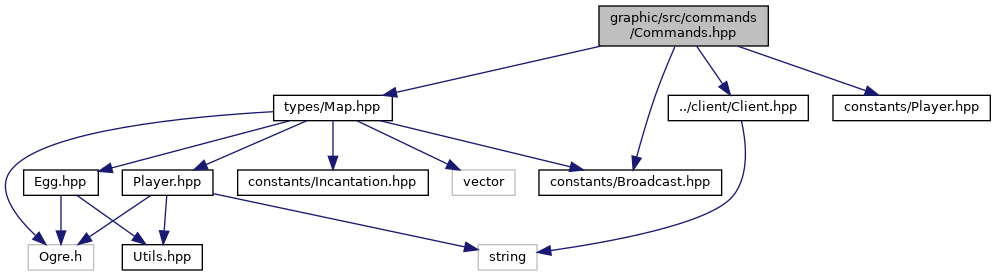 graphic/src/commands
/Commands.hpp
types/Map.hpp
../client/Client.hpp
constants/Player.hpp
Egg.hpp
Player.hpp
constants/Incantation.hpp
vector
constants/Broadcast.hpp
Ogre.h
Utils.hpp
string